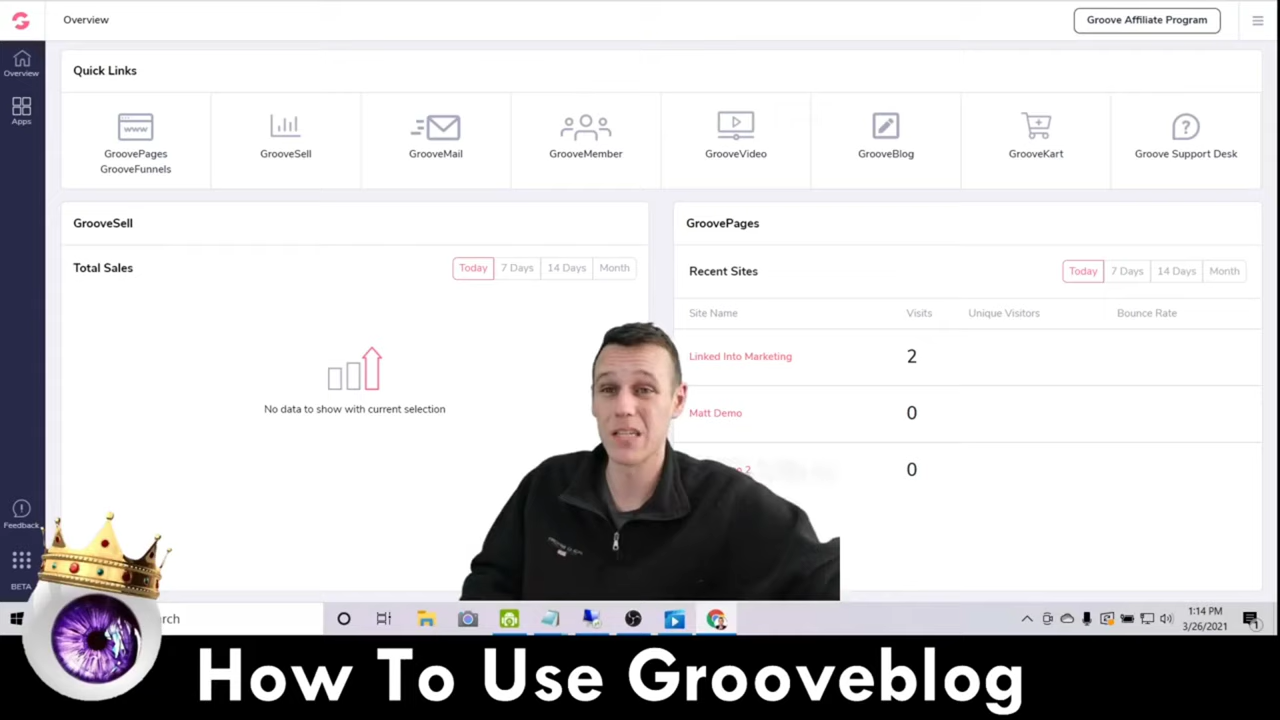 Overview
Groove Affiliate Program
Overview
Apps
Quick Links
GroovePages
GrooveFunnels
GrooveSell
GrooveMail
GrooveMember
GrooveVideo
GrooveBlog
GrooveKart
Groove Support Desk
GrooveSell
Total Sales
Today 7 Days 14 Days Month
No data to show with current selection
GroovePages
Recent Sites
Today 7 Days 14 Days Month
Site Name Visits Unique Visitors Bounce Rate
Linked Into Marketing 2
Matt Demo 0
2 0
Feedback
BETA
1:14 PM
3/26/2021
How To Use Grooveblog